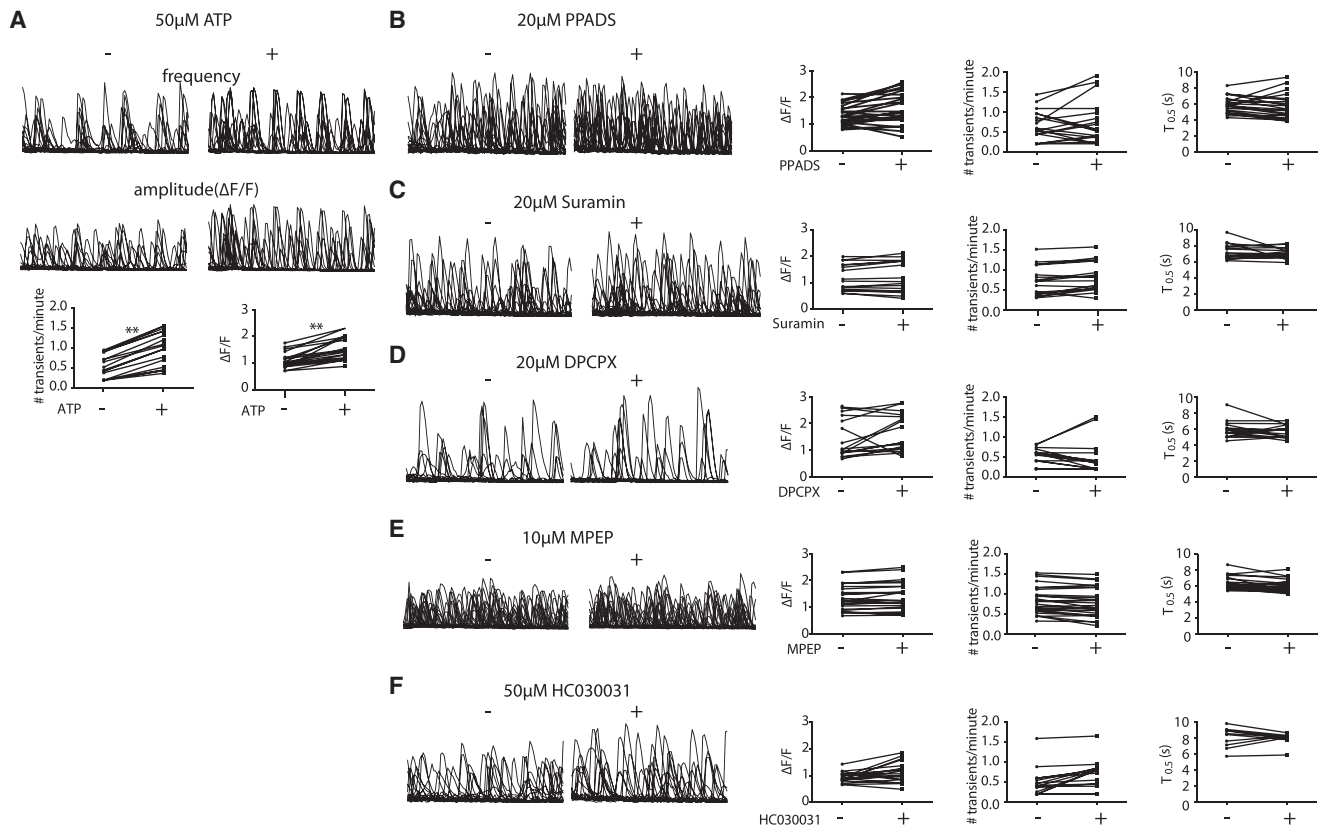 A
50µM ATP
- +
frequency
amplitude(ΔF/F)
# transients/minute
2.0
1.5
1.0
0.5
0.0
**
ATP - +
ΔF/F
3
2
1
0
**
ATP - +
B
20µM PPADS
- +
ΔF/F
3
2
1
0
PPADS - +
# transients/minute
2.0
1.5
1.0
0.5
0.0
- +
T 0.5 (s)
10
8
6
4
2
0
- +
C
20µM Suramin
- +
ΔF/F
3
2
1
0
Suramin - +
# transients/minute
2.0
1.5
1.0
0.5
0.0
- +
T 0.5 (s)
10
8
6
4
2
0
- +
D
20µM DPCPX
- +
ΔF/F
3
2
1
0
DPCPX - +
# transients/minute
2.0
1.5
1.0
0.5
0.0
- +
T 0.5 (s)
10
8
6
4
2
0
- +
E
10µM MPEP
- +
ΔF/F
3
2
1
0
MPEP - +
# transients/minute
2.0
1.5
1.0
0.5
0.0
- +
T 0.5 (s)
10
8
6
4
2
0
- +
F
50µM HC030031
- +
ΔF/F
3
2
1
0
HC030031 - +
# transients/minute
2.0
1.5
1.0
0.5
0.0
- +
T 0.5 (s)
10
8
6
4
2
0
- +